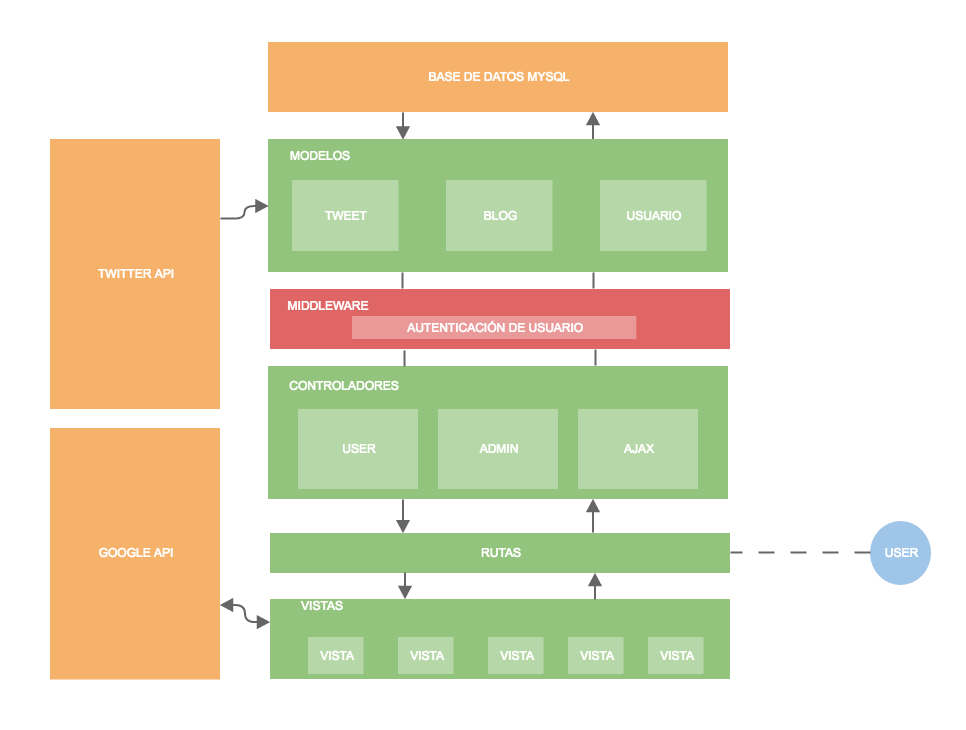 BASE DE DATOS MYSQL
MODELOS
TWEET
BLOG
USUARIO
TWITTER API
MIDDLEWARE
AUTENTICACIÓN DE USUARIO
CONTROLADORES
USER
ADMIN
AJAX
GOOGLE API
RUTAS
USER
VISTAS
VISTA
VISTA
VISTA
VISTA
VISTA